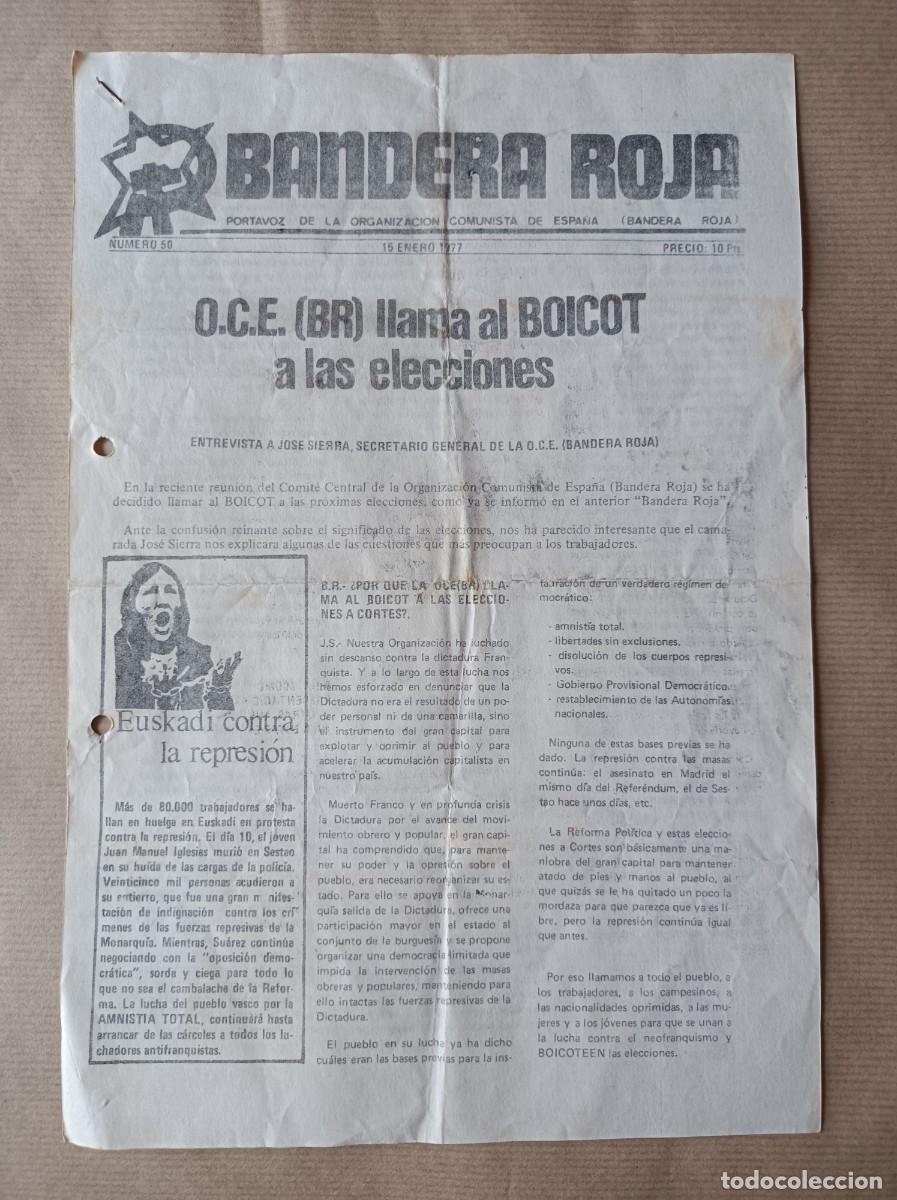 BANDERA ROJA
PORTAVOZ DE LA ORGANIZACION COMUNISTA DE ESPAÑA (BANDERA ROJA)
NUMERO 50 15 ENERO 1977 PRECIO: 10 Pts.
O.C.E. (BR) llama al BOICOT
a las elecciones
ENTREVISTA A JOSE SIERRA, SECRETARIO GENERAL DE LA O.C.E. (BANDERA ROJA)
En la reciente reunión del Comité Central de la Organización Comunista de España (Bandera Roja) se ha
decidido llamar al BOICOT a las próximas elecciones, como ya se informó en el anterior "Bandera Roja".
Ante la confusión reinante sobre el significado de las elecciones, nos ha parecido interesante que el cama-
rada José Sierra nos explicara algunas de las cuestiones que más preocupan a los trabajadores.
Euskadi contra
la represión
Más de 80.000 trabajadores se ha-
llan en huelga en Euskadi en protesta
contra la represión. El día 10, el joven
Juan Manuel Iglesias murió en Sestao
en su huída de las cargas de la policía.
Veinticinco mil personas acudieron a
su entierro, que fue una gran manifes-
tación de indignación contra los crí-
menes de las fuerzas represivas de la
Monarquía. Mientras, Suárez continúa
negociando con la "oposición demo-
crática", sorda y ciega para todo lo
que no sea el cambalache de la Refor-
ma. La lucha del pueblo vasco por la
AMNISTIA TOTAL, continuará hasta
arrancar de las cárceles a todos los lu-
chadores antifranquistas.
B.R.- ¿POR QUE LA OCE(BR) LLA-
MA AL BOICOT A LAS ELECCIO-
NES A CORTES?.
J.S- Nuestra Organización ha luchado
sin descanso contra la dictadura Fran-
quista. Y a lo largo de esta lucha nos
hemos esforzado en denunciar que la
Dictadura no era el resultado de un po-
der personal ni de una camarilla, sino
el instrumento del gran capital para
explotar y oprimir al pueblo y para
acelerar la acumulación capitalista en
nuestro país.
Muerto Franco y en profunda crisis
la Dictadura por el avance del movi-
miento obrero y popular, el gran capi-
tal ha comprendido que, para mante-
ner su poder y la opresión sobre el
pueblo, era necesario reorganizar su es-
tado. Para ello se apoya en la Monar-
quía salida de la Dictadura, ofrece una
participación mayor en el estado al
conjunto de la burguesía y se propone
organizar una democracia limitada que
impida la intervención de las masas
obreras y populares, manteniendo para
ello intactas las fuerzas represivas de la
Dictadura.
El pueblo en su lucha ya ha dicho
cuáles eran las bases previas para la ins-
tauración de un verdadero régimen de-
mocrático:
- amnistía total.
- libertades sin exclusiones.
- disolución de los cuerpos represi-
vos.
- Gobierno Provisional Democrático.
- restablecimiento de las Autonomías
nacionales.
Ninguna de estas bases previas se ha
dado. La represión contra las masas
continúa: el asesinato en Madrid el
mismo día del Referéndum, el de Ses-
tao hace unos días, etc.
La Reforma Política y estas eleccio-
nes a Cortes son básicamente una ma-
niobra del gran capital para mantener
atado de pies y manos al pueblo, al
que quizás se le ha quitado un poco la
mordaza para que parezca que ya es li-
bre, pero la represión continúa igual
que antes.
Por eso llamamos a todo el pueblo, a
los trabajadores, a los campesinos, a
las nacionalidades oprimidas, a las mu-
jeres y a los jóvenes para que se unan a
la lucha contra el neofranquismo y
BOICOTEEN las elecciones.
todocoleccion